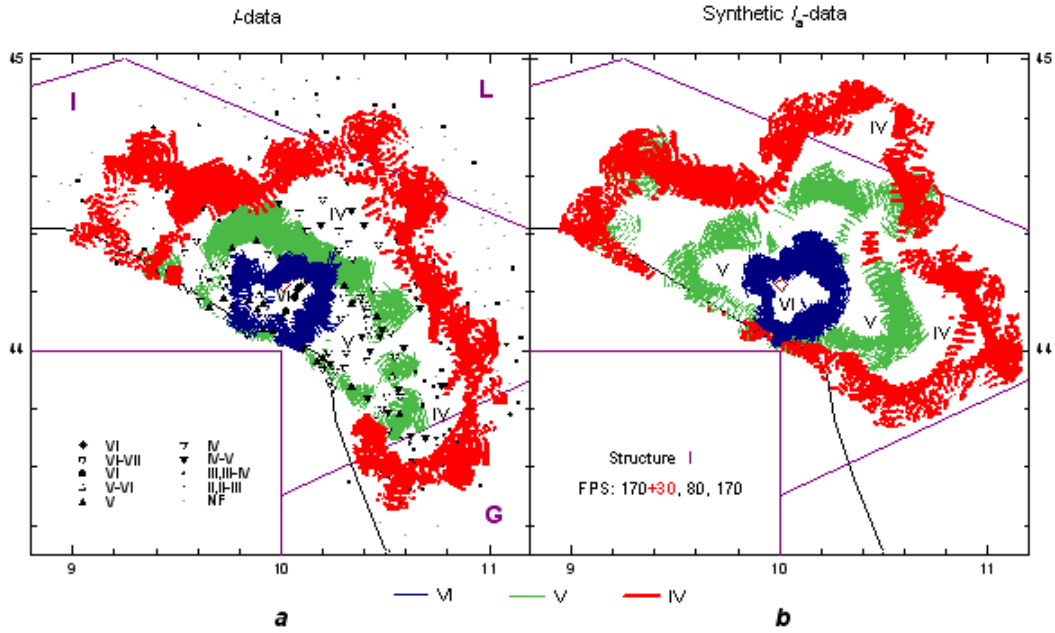 I-data
Synthetic Ia-data
45
45
I
L
IV
IV
V
VI
VI
44
V
V
IV
44
IV
VI
IV
VI-VII
IV-V
VI
III,III-IV
V-VI
II,II-III
V
NF
Structure I
FPS: 170+30, 80, 170
G
9
10
11
9
10
11
VI
V
IV
a
b